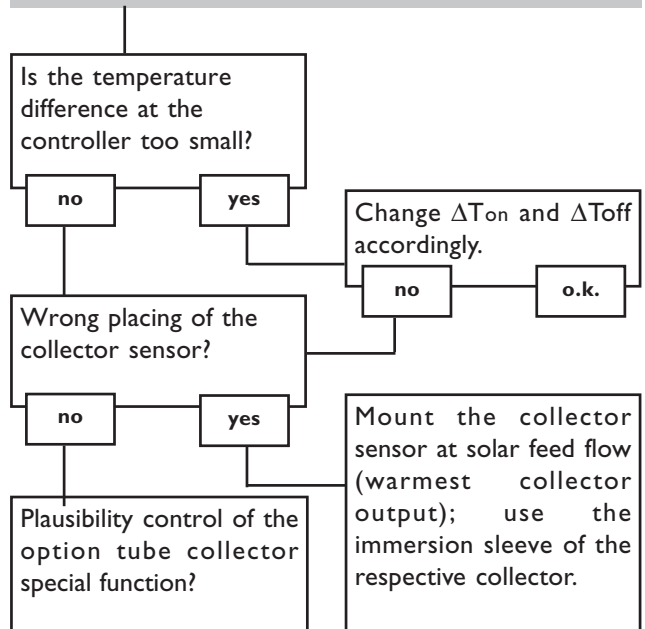 Is the temperature
difference at the
controller too small?
no
yes
Change ΔTon and ΔToff
accordingly.
no
o.k.
Wrong placing of the
collector sensor?
no
yes
Mount the collector
sensor at solar feed flow
(warmest collector
output); use the
immersion sleeve of the
respective collector.
Plausibility control of the
option tube collector
special function?